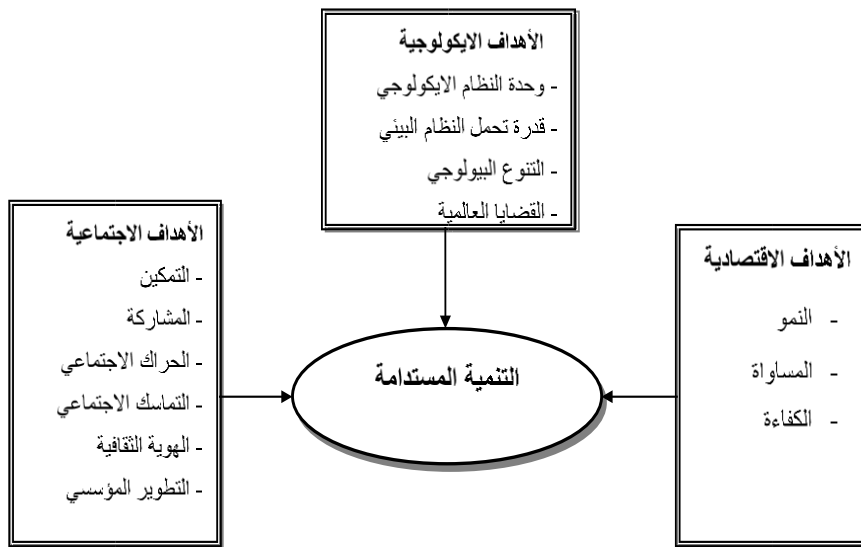 الأهداف الايكولوجية
- وحدة النظام الايكولوجي
- قدرة تحمل النظام البيئي
- التنوع البيولوجي
- القضايا العالمية
الأهداف الاقتصادية
- النمو
- المساواة
- الكفاءة
التنمية المستدامة
الأهداف الاجتماعية
- التمكين
- المشاركة
- الحراك الاجتماعي
- التماسك الاجتماعي
- الهوية الثقافية
- التطوير المؤسسي